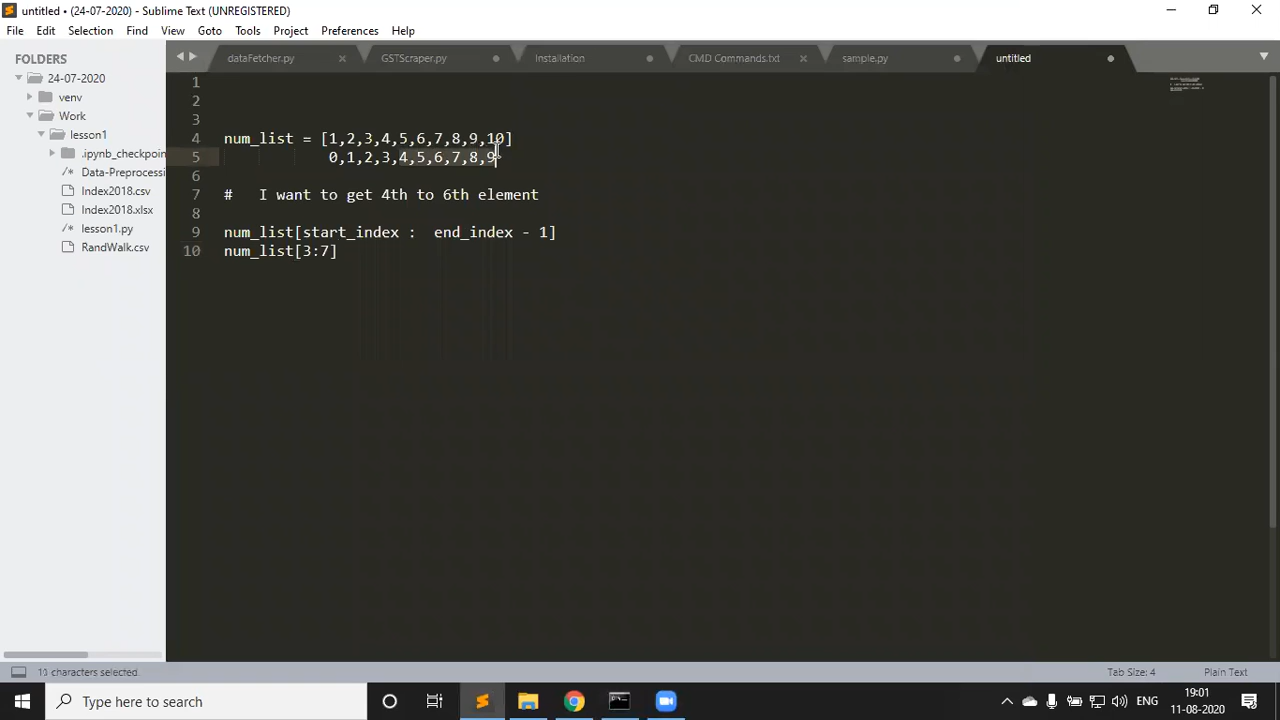 untitled • (24-07-2020) - Sublime Text (UNREGISTERED)
File Edit Selection Find View Goto Tools Project Preferences Help
FOLDERS
24-07-2020
venv
Work
lesson1
.ipynb_checkpoin
Data-Preprocessi
Index2018.csv
Index2018.xlsx
lesson1.py
RandWalk.csv
dataFetcher.py GSTScraper.py Installation CMD Commands.txt sample.py untitled
1
2
3
4 num_list = [1,2,3,4,5,6,7,8,9,10]
5 0,1,2,3,4,5,6,7,8,9
6
7 # I want to get 4th to 6th element
8
9 num_list[start_index : end_index - 1]
10 num_list[3:7]
11 characters selected Tab Size: 4 Plain Text
Type here to search
ENG
19:01
11-08-2020